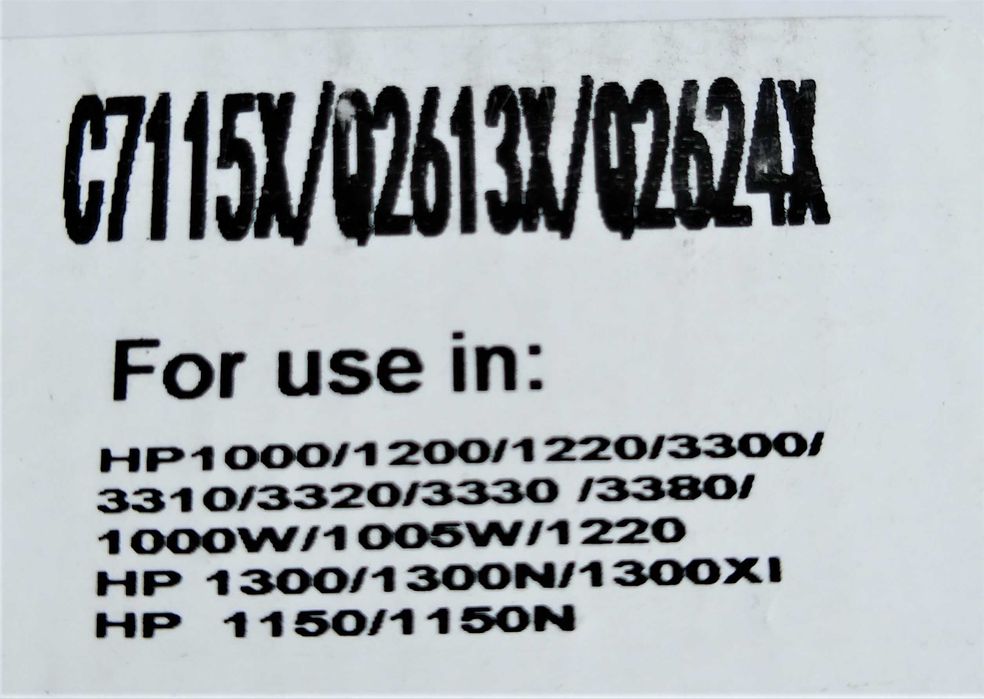 C7115X/Q2613X/Q2624X
For use in:
HP1000/1200/1220/3300/
3310/3320/3330 /3380/
1000W/1005W/1220
HP 1300/1300N/1300XI
HP 1150/1150N